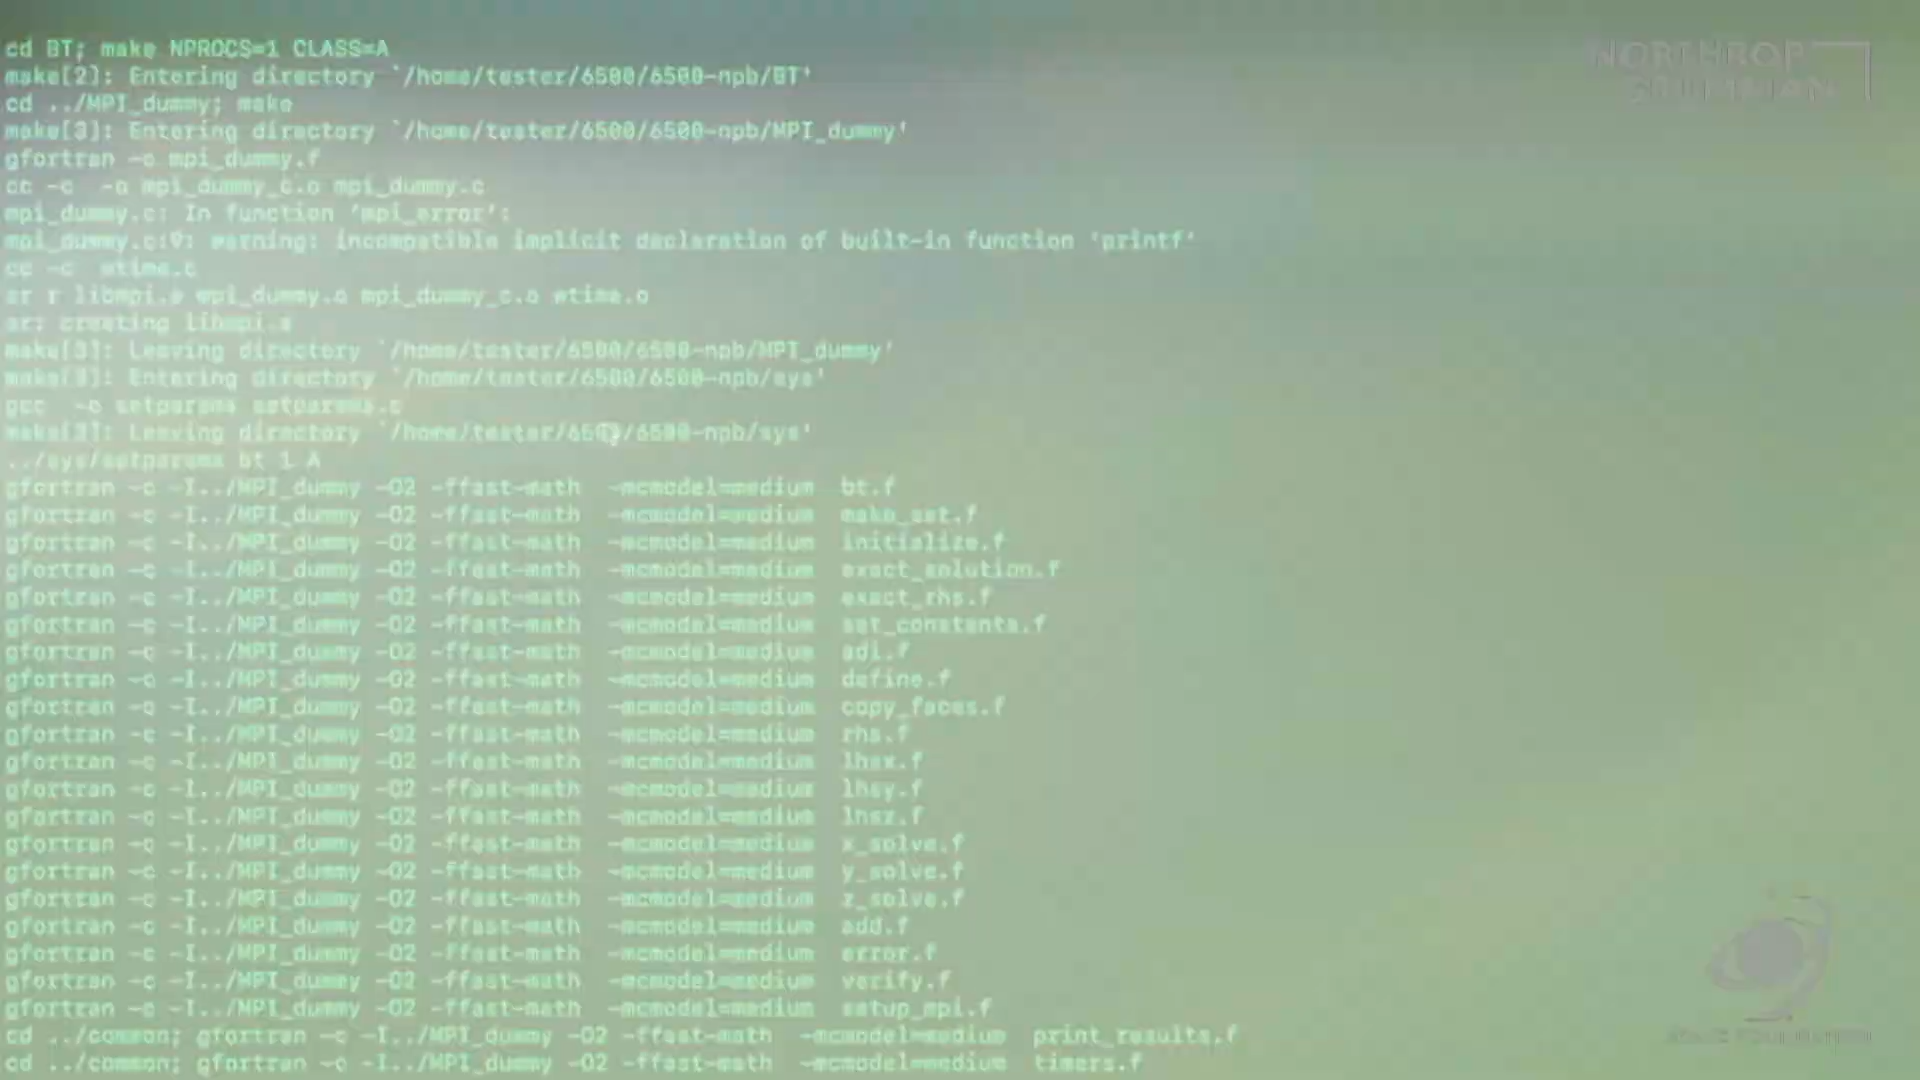 cd BT; make NPROCS=1 CLASS=A
make[2]: Entering directory `/home/tester/6500/6500-npb/BT'
cd ../MPI_dummy; make
make[3]: Entering directory `/home/tester/6500/6500-npb/MPI_dummy'
gfortran -c mpi_dummy.f
cc -c  -o mpi_dummy_c.o mpi_dummy.c
mpi_dummy.c: In function 'mpi_error':
mpi_dummy.c:9: warning: incompatible implicit declaration of built-in function 'printf'
cc -c  wtime.c
ar r libmpi.a mpi_dummy.o mpi_dummy_c.o wtime.o
ar: creating libmpi.a
make[3]: Leaving directory `/home/tester/6500/6500-npb/MPI_dummy'
make[3]: Entering directory `/home/tester/6500/6500-npb/sys'
gcc  -o setparams setparams.c
make[3]: Leaving directory `/home/tester/6500/6500-npb/sys'
../sys/setparams bt 1 A
gfortran -c -I../MPI_dummy -O2 -ffast-math  -mcmodel=medium  bt.f
gfortran -c -I../MPI_dummy -O2 -ffast-math  -mcmodel=medium  make_set.f
gfortran -c -I../MPI_dummy -O2 -ffast-math  -mcmodel=medium  initialize.f
gfortran -c -I../MPI_dummy -O2 -ffast-math  -mcmodel=medium  exact_solution.f
gfortran -c -I../MPI_dummy -O2 -ffast-math  -mcmodel=medium  exact_rhs.f
gfortran -c -I../MPI_dummy -O2 -ffast-math  -mcmodel=medium  set_constants.f
gfortran -c -I../MPI_dummy -O2 -ffast-math  -mcmodel=medium  adi.f
gfortran -c -I../MPI_dummy -O2 -ffast-math  -mcmodel=medium  define.f
gfortran -c -I../MPI_dummy -O2 -ffast-math  -mcmodel=medium  copy_faces.f
gfortran -c -I../MPI_dummy -O2 -ffast-math  -mcmodel=medium  rhs.f
gfortran -c -I../MPI_dummy -O2 -ffast-math  -mcmodel=medium  lhsx.f
gfortran -c -I../MPI_dummy -O2 -ffast-math  -mcmodel=medium  lhsy.f
gfortran -c -I../MPI_dummy -O2 -ffast-math  -mcmodel=medium  lhsz.f
gfortran -c -I../MPI_dummy -O2 -ffast-math  -mcmodel=medium  x_solve.f
gfortran -c -I../MPI_dummy -O2 -ffast-math  -mcmodel=medium  y_solve.f
gfortran -c -I../MPI_dummy -O2 -ffast-math  -mcmodel=medium  z_solve.f
gfortran -c -I../MPI_dummy -O2 -ffast-math  -mcmodel=medium  add.f
gfortran -c -I../MPI_dummy -O2 -ffast-math  -mcmodel=medium  error.f
gfortran -c -I../MPI_dummy -O2 -ffast-math  -mcmodel=medium  verify.f
gfortran -c -I../MPI_dummy -O2 -ffast-math  -mcmodel=medium  setup_mpi.f
cd ../common; gfortran -c -I../MPI_dummy -O2 -ffast-math  -mcmodel=medium  print_results.f
cd ../common; gfortran -c -I../MPI_dummy -O2 -ffast-math  -mcmodel=medium  timers.f
NORTHROP
GRUMMAN
SPACE FOUNDATION